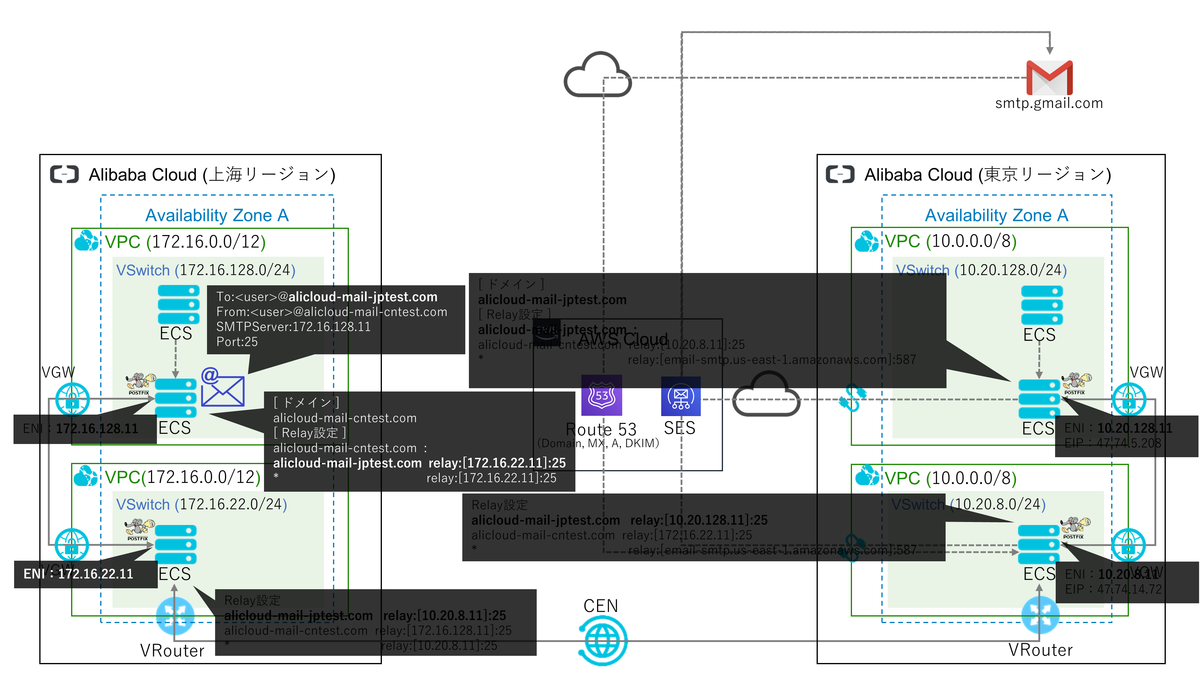 smtp.gmail.com
Alibaba Cloud (上海リージョン)
Availability Zone A
VPC (172.16.0.0/12)
VSwitch (172.16.128.0/24)
ECS
To:<user>@alicloud-mail-jptest.com
From:<user>@alicloud-mail-cntest.com
SMTPServer:172.16.128.11
Port:25
VGW
POSTFIX
@
ENI：172.16.128.11
ECS
[ ドメイン ]
alicloud-mail-cntest.com
[ Relay設定 ]
alicloud-mail-cntest.com :
alicloud-mail-jptest.com relay:[172.16.22.11]:25
* relay:[172.16.22.11]:25
VPC(172.16.0.0/12)
VSwitch (172.16.22.0/24)
POSTFIX
VGW
ENI：172.16.22.11
ECS
Relay設定
alicloud-mail-jptest.com relay:[10.20.8.11]:25
alicloud-mail-cntest.com relay:[172.16.128.11]:25
* relay:[10.20.8.11]:25
VRouter
[ ドメイン ]
alicloud-mail-jptest.com
[ Relay設定 ]
alicloud-mail-jptest.com :
alicloud-mail-cntest.com relay:[10.20.8.11]:25
* relay:[email-smtp.us-east-1.amazonaws.com]:587
AWS Cloud
53
Route 53
(Domain, MX, A, DKIM)
SES
Relay設定
alicloud-mail-jptest.com relay:[10.20.128.11]:25
alicloud-mail-cntest.com relay:[172.16.22.11]:25
* relay:[email-smtp.us-east-1.amazonaws.com]:587
CEN
Alibaba Cloud (東京リージョン)
Availability Zone A
VPC (10.0.0.0/8)
VSwitch (10.20.128.0/24)
ECS
VGW
POSTFIX
ECS
ENI：10.20.128.11
EIP：47.74.5.208
VPC (10.0.0.0/8)
VSwitch (10.20.8.0/24)
POSTFIX
VGW
ECS
ENI：10.20.8.11
EIP：47.74.14.72
VRouter